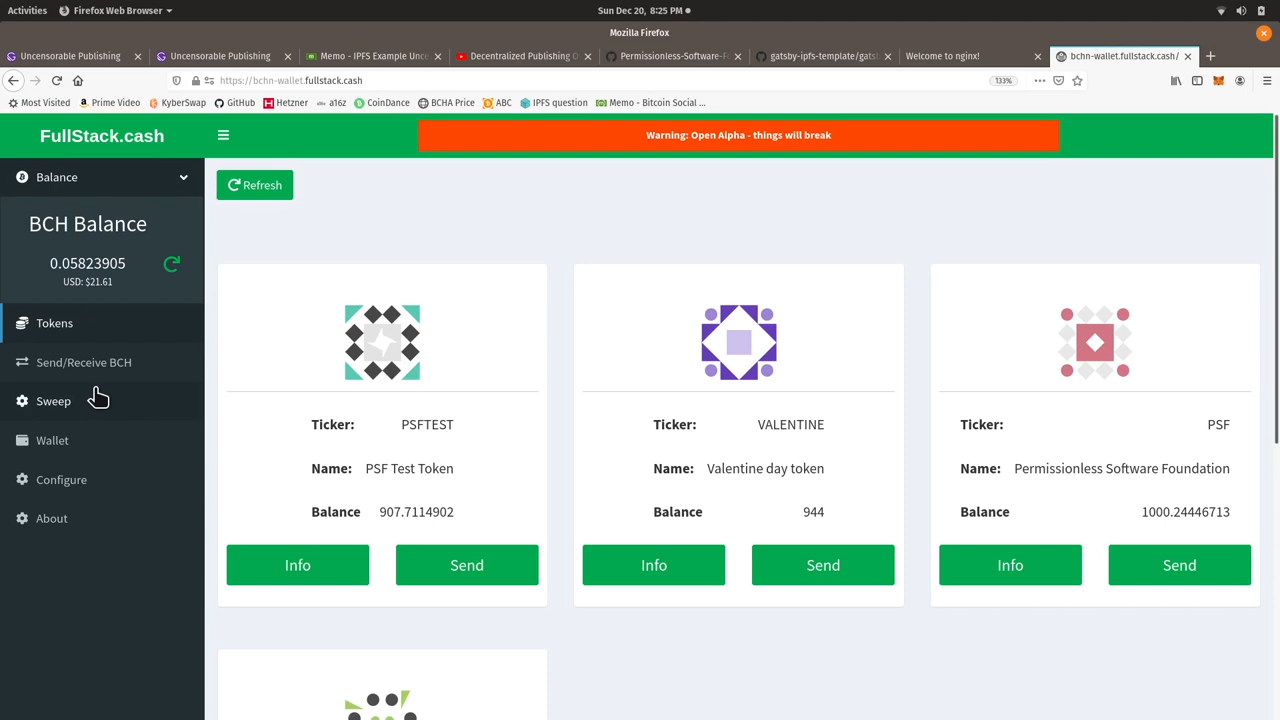 Activities
Firefox Web Browser
Sun Dec 20, 8:25 PM
Mozilla Firefox
Uncensorable Publishing
Uncensorable Publishing
Memo - IPFS Example Unce
Decentralized Publishing O
Permissionless-Software-F
gatsby-ipfs-template/gatsb
Welcome to nginx!
bchn-wallet.fullstack.cash/
https://bchn-wallet.fullstack.cash
133%
Most Visited
Prime Video
KyberSwap
GitHub
Hetzner
a16z
CoinDance
BCHA Price
ABC
IPFS question
Memo - Bitcoin Social ...
FullStack.cash
Warning: Open Alpha - things will break
Balance
BCH Balance
0.05823905
USD: $21.61
Tokens
Send/Receive BCH
Sweep
Wallet
Configure
About
Refresh
Ticker: PSFTEST
Name: PSF Test Token
Balance 907.7114902
Info Send
Ticker: VALENTINE
Name: Valentine day token
Balance 944
Info Send
Ticker: PSF
Name: Permissionless Software Foundation
Balance 1000.24446713
Info Send